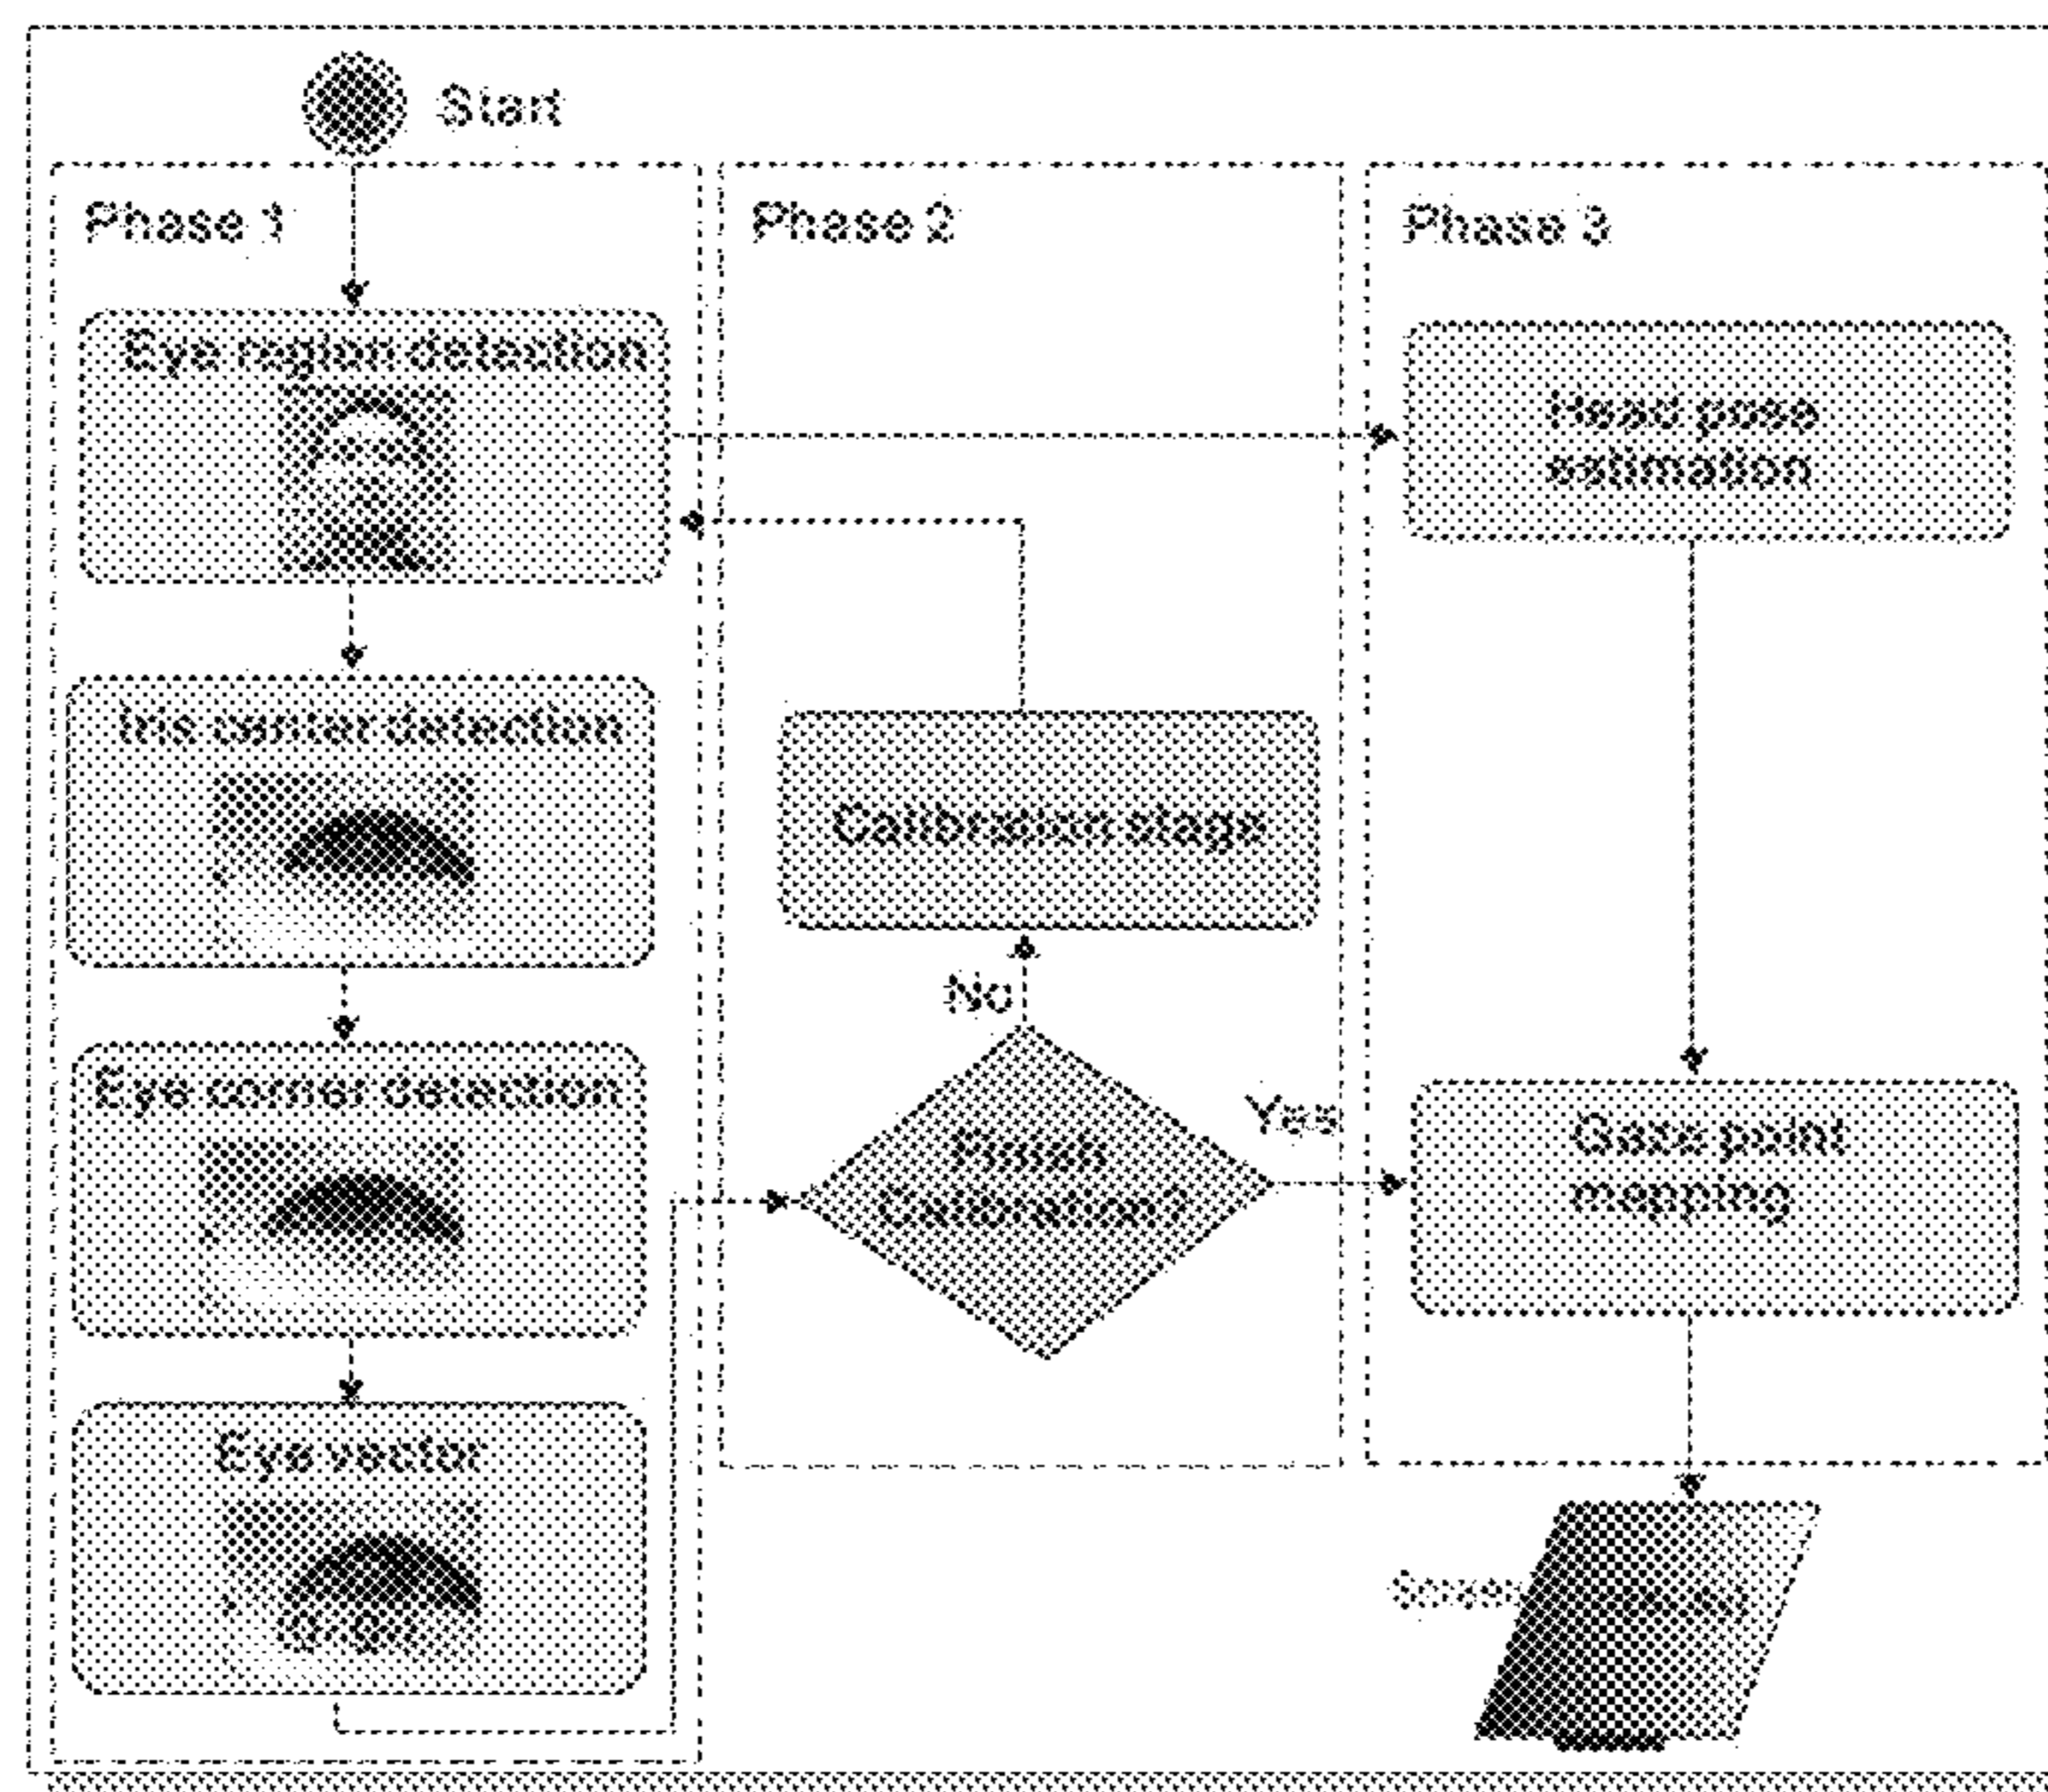 Start
Phase 1
Phase 2
Phase 3
Eye region detection
Head pose
estimation
Iris center detection
Calibration stage
No
Eye corner detection
Yes
Finish
Calibration?
Gaze point
mapping
Eye vector
Screen